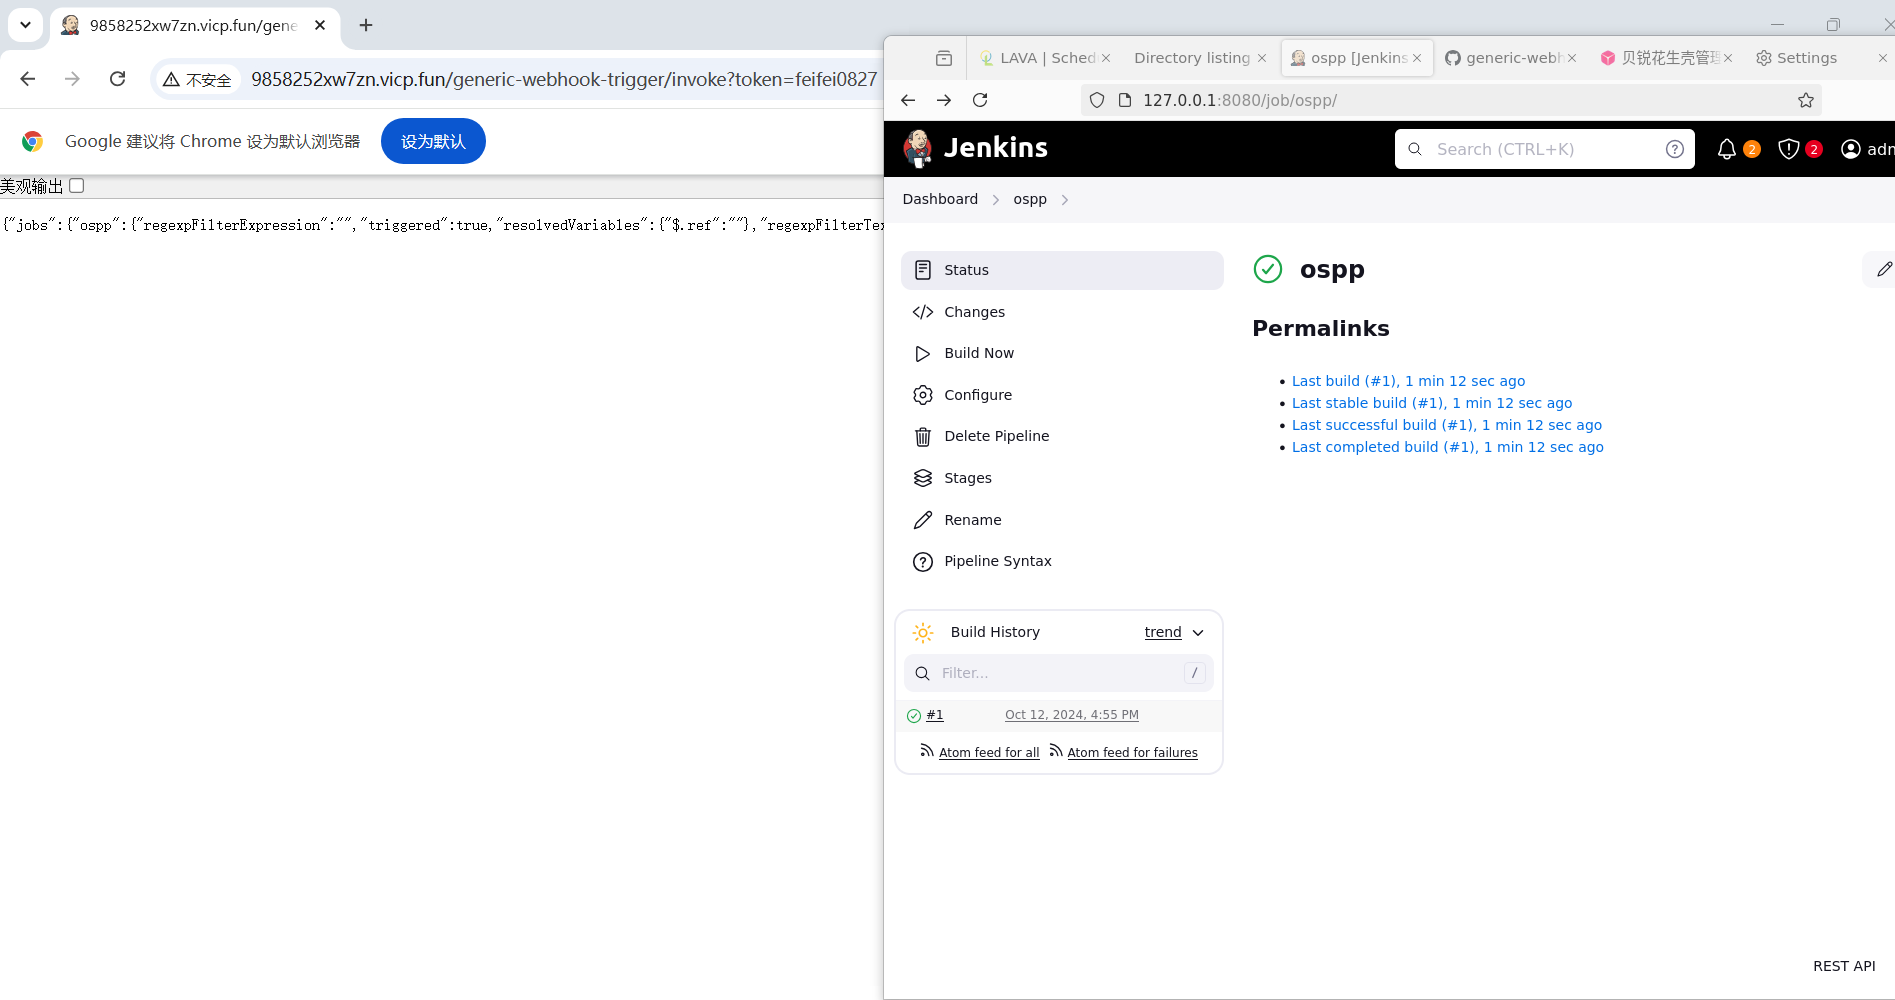 9858252xw7zn.vicp.fun/gene
不安全
9858252xw7zn.vicp.fun/generic-webhook-trigger/invoke?token=feifei0827
Google 建议将 Chrome 设为默认浏览器
设为默认
美观输出
{"jobs":{"ospp":{"regexpFilterExpression":"","triggered":true,"resolvedVariables":{"$.ref":""},"regexpFilterTex
LAVA | Sched
Directory listing
ospp [Jenkins
generic-webh
贝锐花生壳管理
Settings
127.0.0.1:8080/job/ospp/
Jenkins
Search (CTRL+K)
2
2
adn
Dashboard
ospp
Status
Changes
Build Now
Configure
Delete Pipeline
Stages
Rename
Pipeline Syntax
Build History
trend
Filter...
/
#1
Oct 12, 2024, 4:55 PM
Atom feed for all
Atom feed for failures
ospp
Permalinks
Last build (#1), 1 min 12 sec ago
Last stable build (#1), 1 min 12 sec ago
Last successful build (#1), 1 min 12 sec ago
Last completed build (#1), 1 min 12 sec ago
REST API